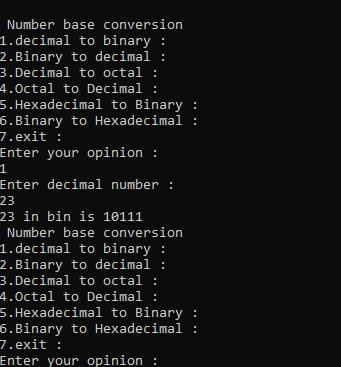 Number base conversion
1.decimal to binary :
2.Binary to decimal :
3.Decimal to octal :
4.Octal to Decimal :
5.Hexadecimal to Binary :
6.Binary to Hexadecimal :
7.exit :
Enter your opinion :
1
Enter decimal number :
23
23 in bin is 10111
Number base conversion
1.decimal to binary :
2.Binary to decimal :
3.Decimal to octal :
4.Octal to Decimal :
5.Hexadecimal to Binary :
6.Binary to Hexadecimal :
7.exit :
Enter your opinion :